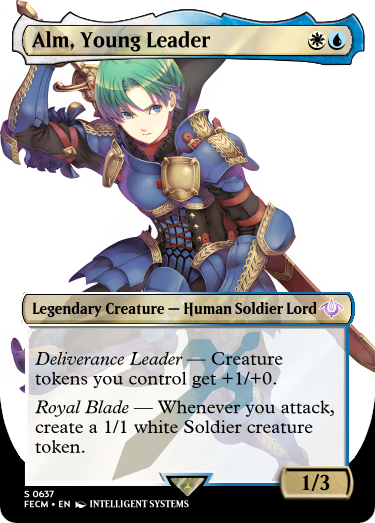 Alm, Young Leader
Legendary Creature — Human Soldier Lord
Deliverance Leader — Creature
tokens you control get +1/+0.
Royal Blade — Whenever you attack,
create a 1/1 white Soldier creature
token.
1/3
S 0637
FECM • EN INTELLIGENT SYSTEMS